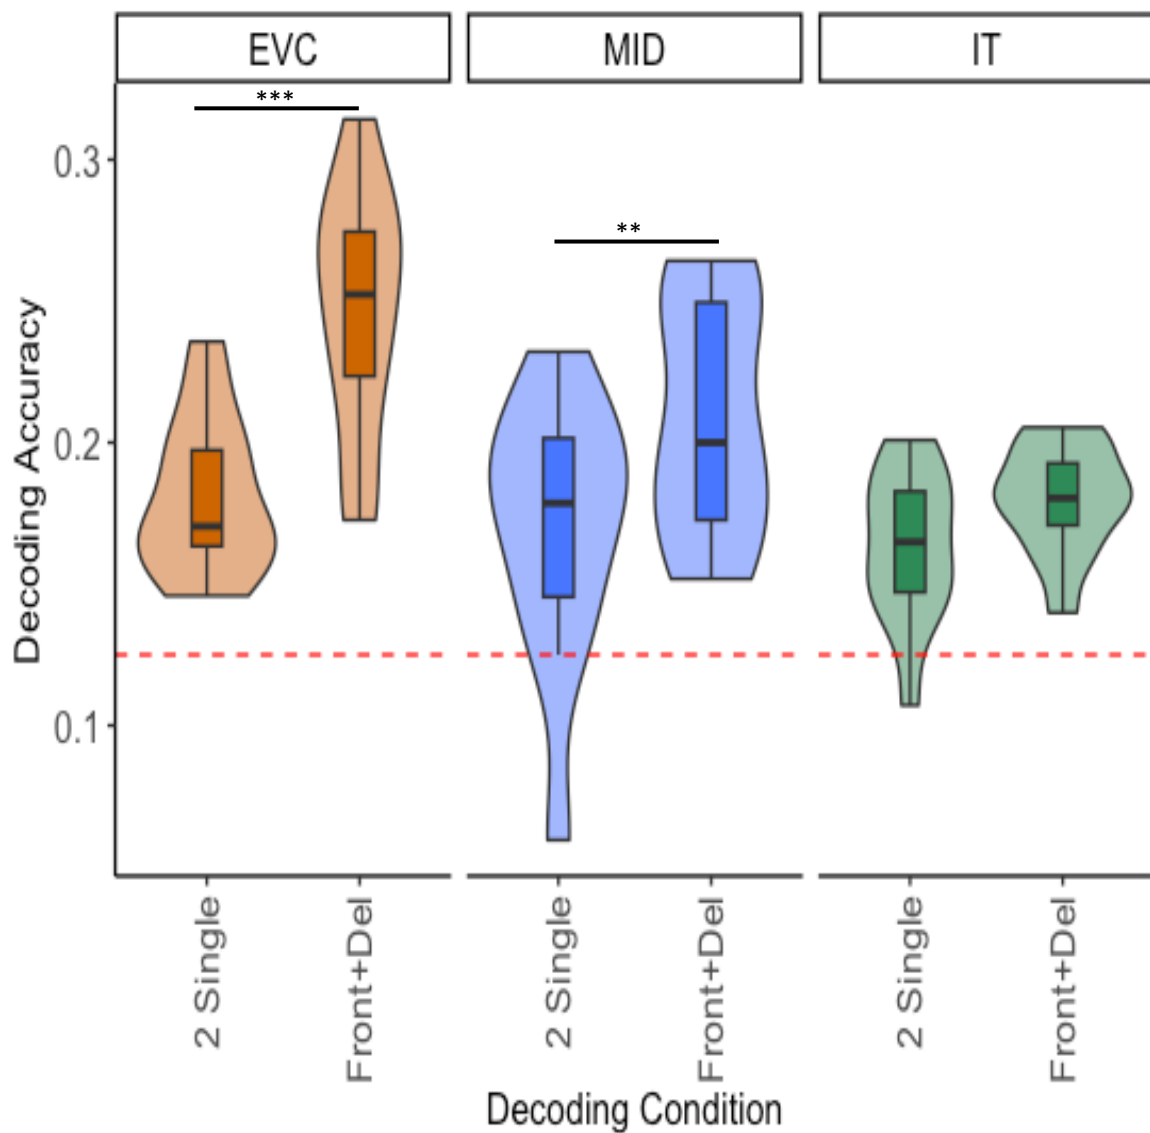 EVC MID IT
***
**
0.3
0.2
0.1
Decoding Accuracy
2 Single Front+Del 2 Single Front+Del 2 Single Front+Del
Decoding Condition